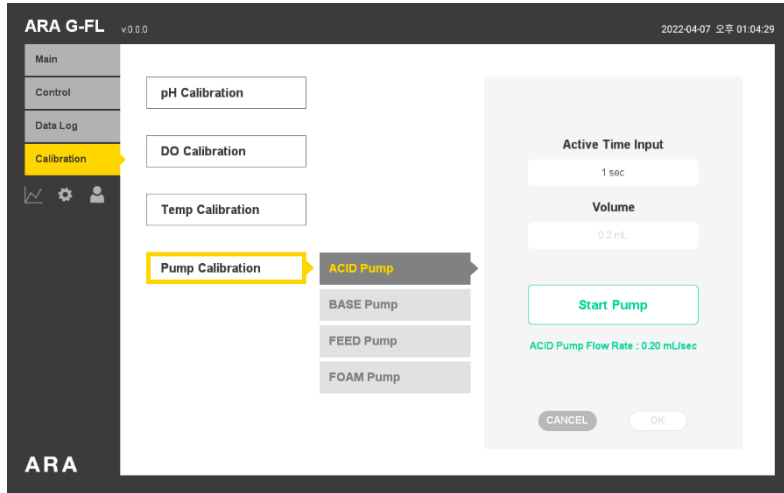 ARA G-FL v.0.0.0
2022-04-07 오후 01:04:29
Main
Control
Data Log
Calibration
pH Calibration
DO Calibration
Temp Calibration
Pump Calibration
ACID Pump
BASE Pump
FEED Pump
FOAM Pump
Active Time Input
1 sec
Volume
0.2 mL
Start Pump
ACID Pump Flow Rate : 0.20 mL/sec
CANCEL
OK
ARA